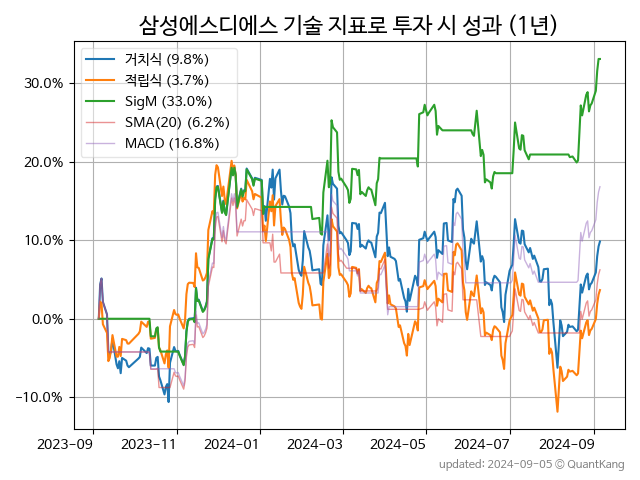 삼성에스디에스 기술 지표로 투자 시 성과 (1년)
거치식 (9.8%)
적립식 (3.7%)
SigM (33.0%)
SMA(20) (6.2%)
MACD (16.8%)
30.0%
20.0%
10.0%
0.0%
−10.0%
2023-09
2023-11
2024-01
2024-03
2024-05
2024-07
2024-09
updated: 2024-09-05 © QuantKang